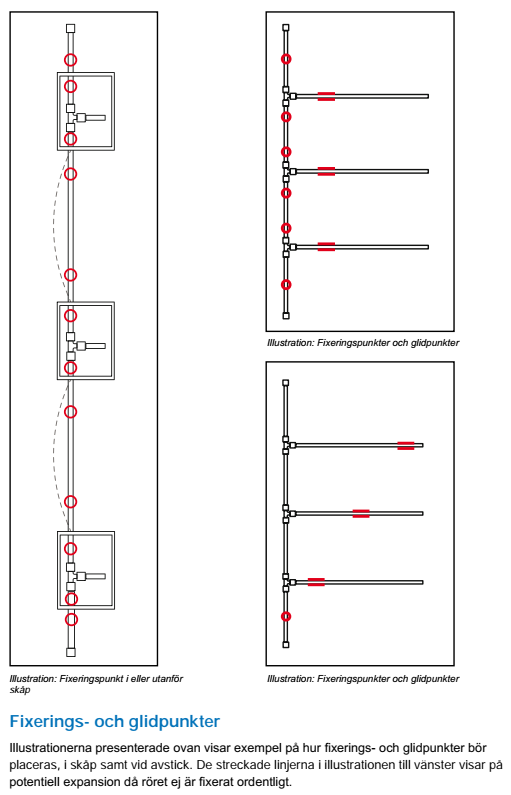 Illustration: Fixeringspunkter och glidpunkter
Illustration: Fixeringspunkt i eller utanför
skåp
Illustration: Fixeringspunkter och glidpunkter
Fixerings- och glidpunkter
Illustrationerna presenterade ovan visar exempel på hur fixerings- och glidpunkter bör
placeras, i skåp samt vid avstick. De streckade linjerna i illustrationen till vänster visar på
potentiell expansion då röret ej är fixerat ordentligt.